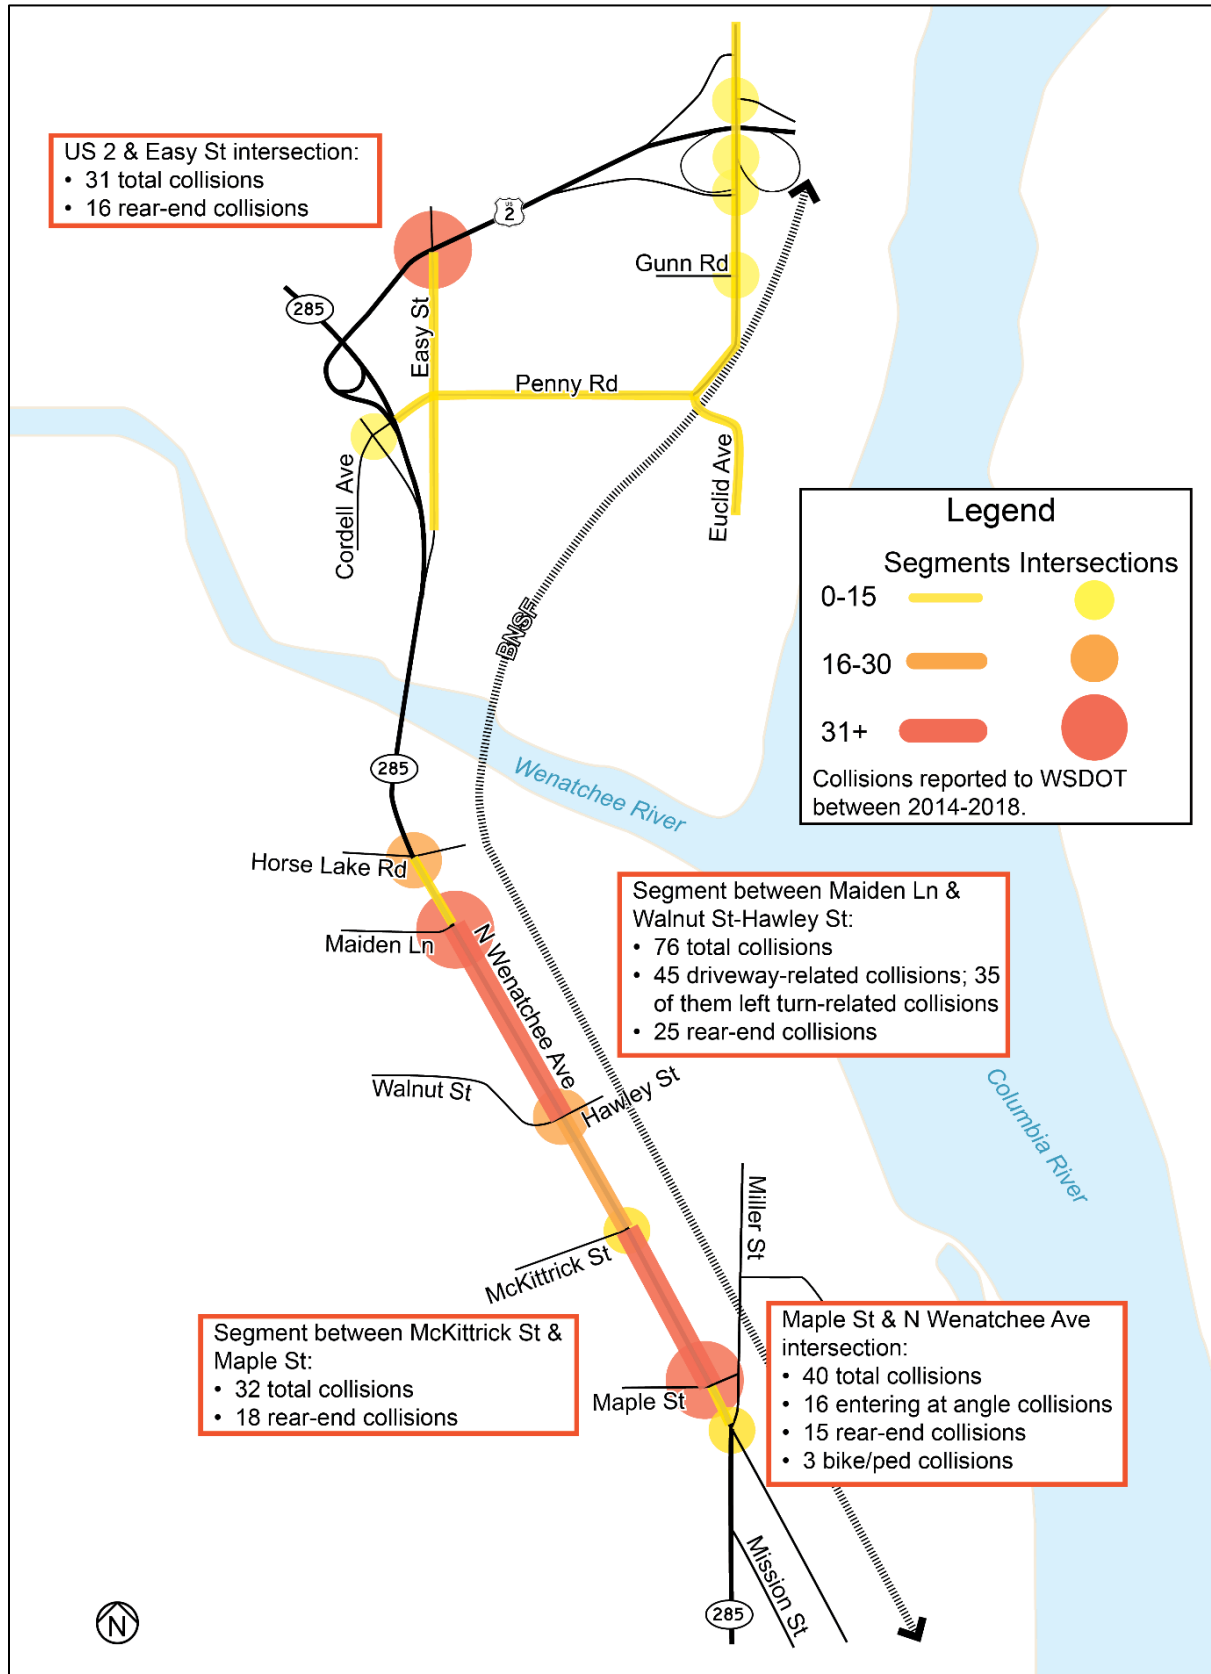 US 2 & Easy St intersection:
• 31 total collisions
• 16 rear-end collisions
US
2
Gunn Rd
285
Easy St
Penny Rd
Cordell Ave
Euclid Ave
Legend
Segments Intersections
0-15
16-30
31+
Collisions reported to WSDOT
between 2014-2018.
BNSF
285
Wenatchee River
Horse Lake Rd
Maiden Ln
N Wenatchee Ave
Segment between Maiden Ln &
Walnut St-Hawley St:
• 76 total collisions
• 45 driveway-related collisions; 35
of them left turn-related collisions
• 25 rear-end collisions
Walnut St
Hawley St
Columbia River
Miller St
McKittrick St
Segment between McKittrick St &
Maple St:
• 32 total collisions
• 18 rear-end collisions
Maple St
Maple St & N Wenatchee Ave
intersection:
• 40 total collisions
• 16 entering at angle collisions
• 15 rear-end collisions
• 3 bike/ped collisions
Mission St
285
N